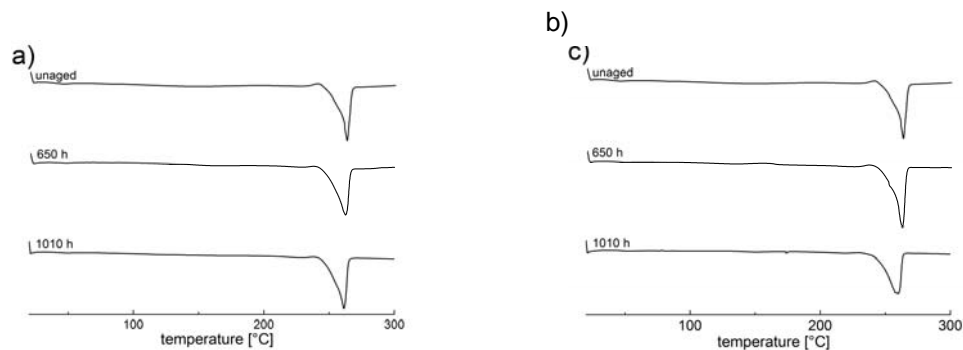 a)
unaged
650 h
1010 h
100 200 300
temperature [°C]
b)
c)
unaged
650 h
1010 h
100 200 300
temperature [°C]